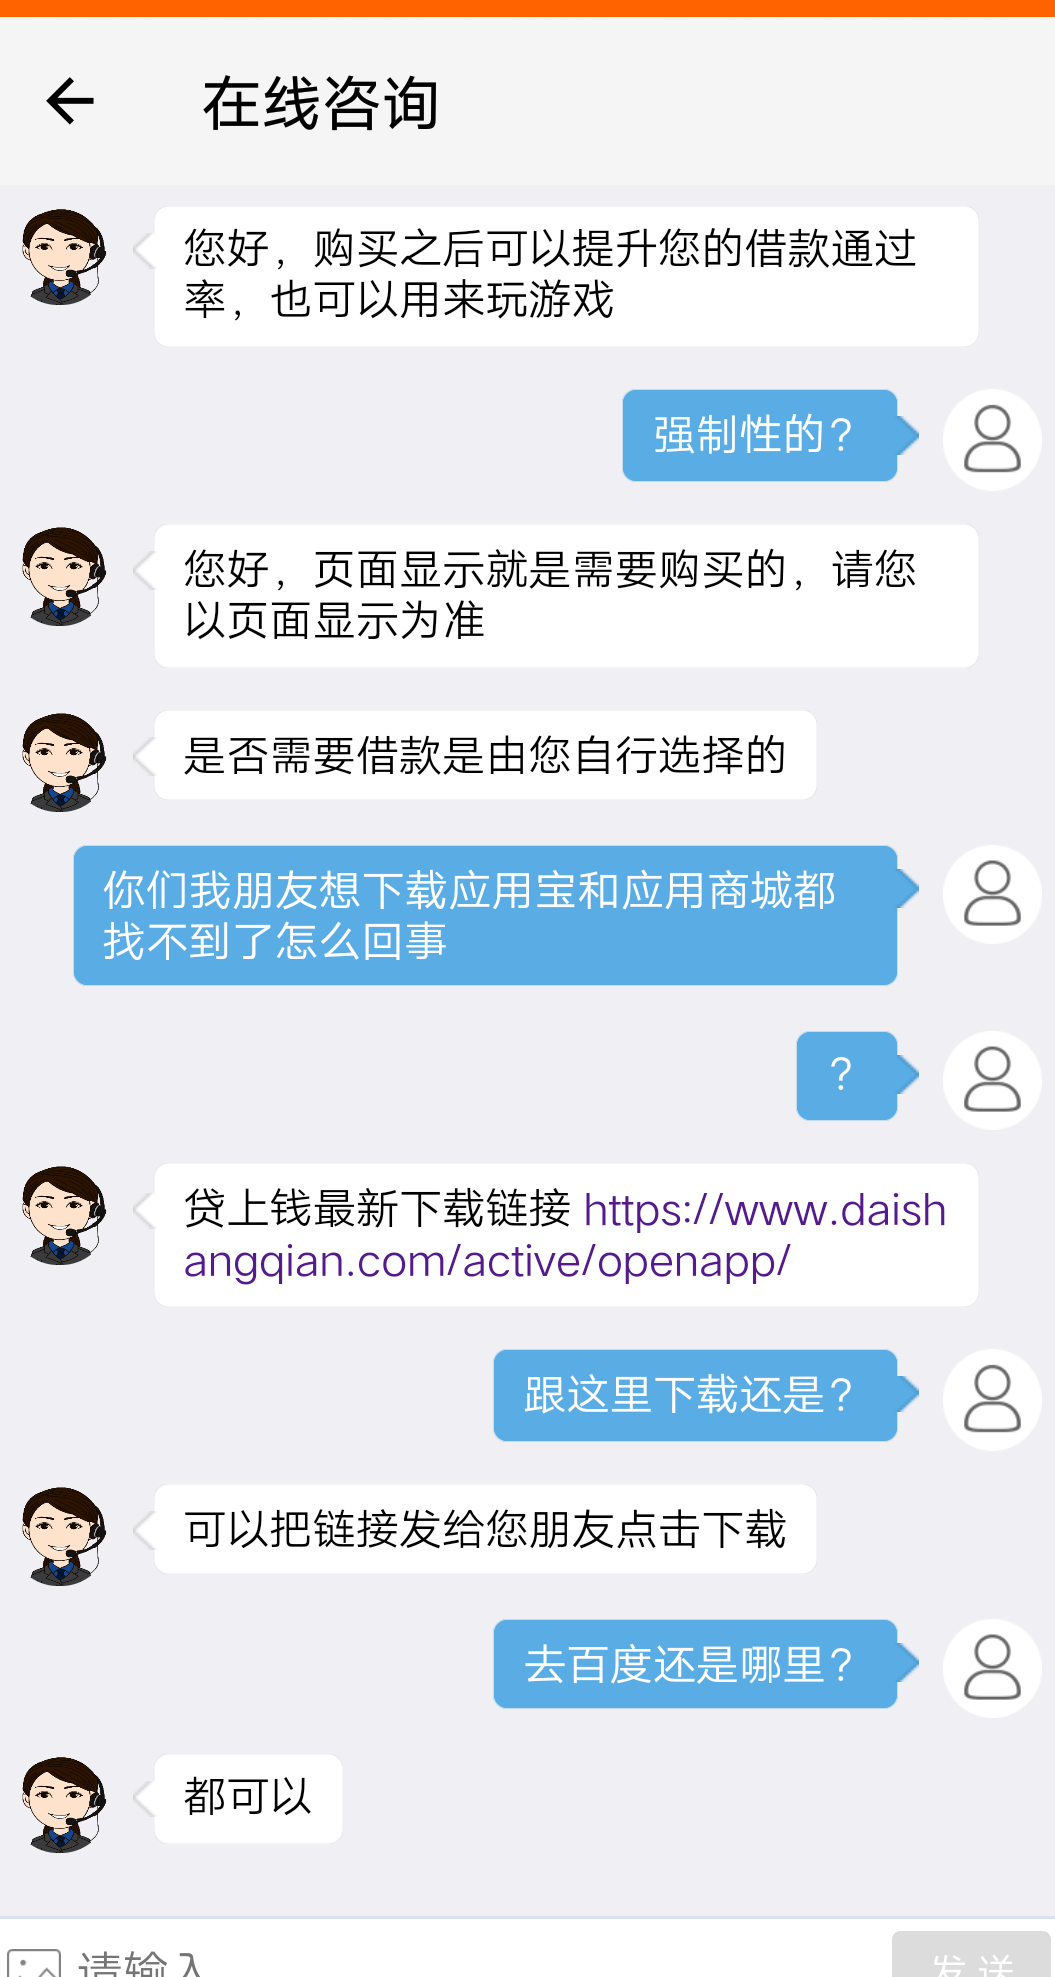 在线咨询
您好，购买之后可以提升您的借款通过
率，也可以用来玩游戏
强制性的？
您好，页面显示就是需要购买的，请您
以页面显示为准
是否需要借款是由您自行选择的
你们我朋友想下载应用宝和应用商城都
找不到了怎么回事
？
贷上钱最新下载链接 https://www.daish
angqian.com/active/openapp/
跟这里下载还是？
可以把链接发给您朋友点击下载
去百度还是哪里？
都可以
请输入
发送